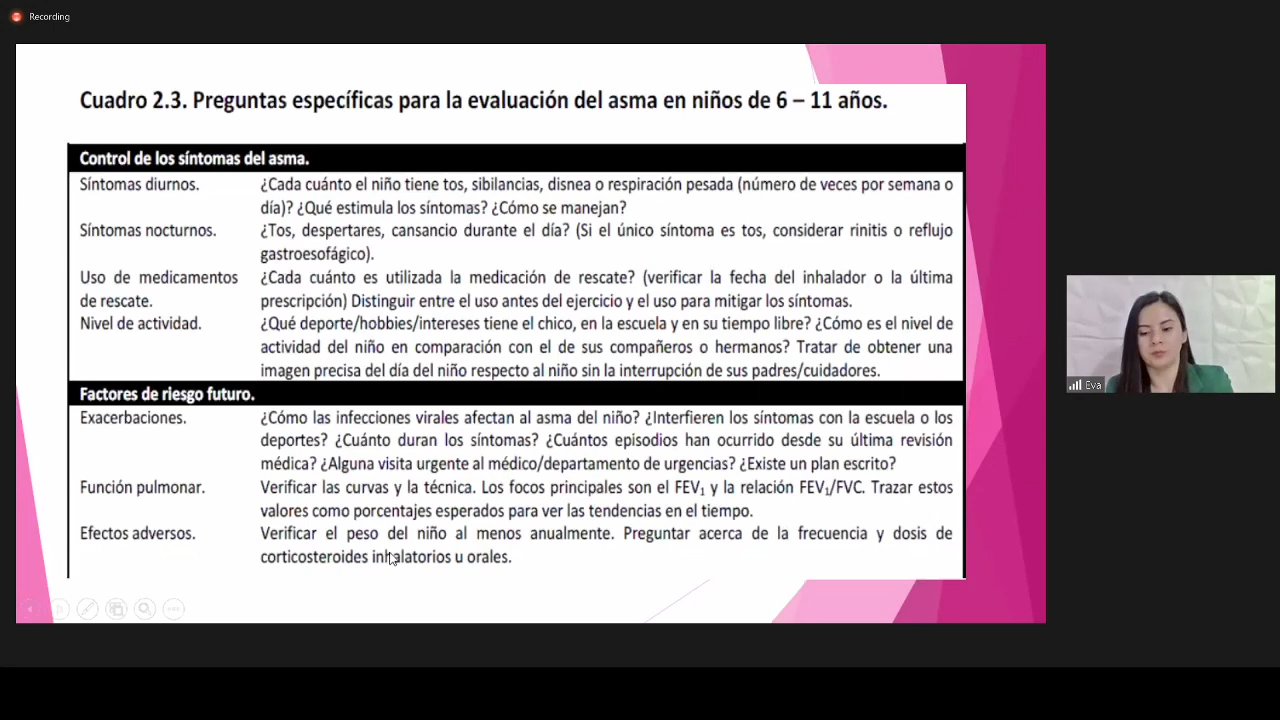 Recording
Cuadro 2.3. Preguntas específicas para la evaluación del asma en niños de 6 – 11 años.
Control de los síntomas del asma.
Síntomas diurnos. ¿Cada cuánto el niño tiene tos, sibilancias, disnea o respiración pesada (número de veces por semana o
día)? ¿Qué estimula los síntomas? ¿Cómo se manejan?
Síntomas nocturnos. ¿Tos, despertares, cansancio durante el día? (Si el único síntoma es tos, considerar rinitis o reflujo
gastroesofágico).
Uso de medicamentos ¿Cada cuánto es utilizada la medicación de rescate? (verificar la fecha del inhalador o la última
de rescate. prescripción) Distinguir entre el uso antes del ejercicio y el uso para mitigar los síntomas.
Nivel de actividad. ¿Qué deporte/hobbies/intereses tiene el chico, en la escuela y en su tiempo libre? ¿Cómo es el nivel de
actividad del niño en comparación con el de sus compañeros o hermanos? Tratar de obtener una
imagen precisa del día del niño respecto al niño sin la interrupción de sus padres/cuidadores.
Factores de riesgo futuro.
Exacerbaciones. ¿Cómo las infecciones virales afectan al asma del niño? ¿Interfieren los síntomas con la escuela o los
deportes? ¿Cuánto duran los síntomas? ¿Cuántos episodios han ocurrido desde su última revisión
médica? ¿Alguna visita urgente al médico/departamento de urgencias? ¿Existe un plan escrito?
Función pulmonar. Verificar las curvas y la técnica. Los focos principales son el FEV₁ y la relación FEV₁/FVC. Trazar estos
valores como porcentajes esperados para ver las tendencias en el tiempo.
Efectos adversos. Verificar el peso del niño al menos anualmente. Preguntar acerca de la frecuencia y dosis de
corticosteroides inhalatorios u orales.
Eva